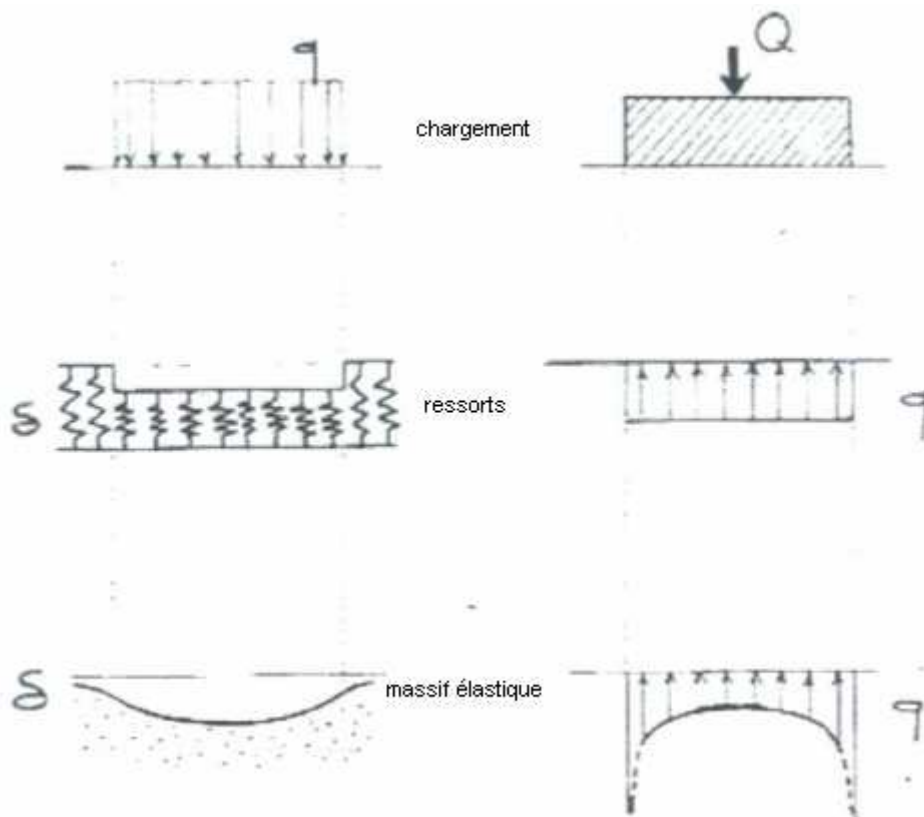 q
Q
chargement
δ
ressorts
q
δ
massif élastique
q